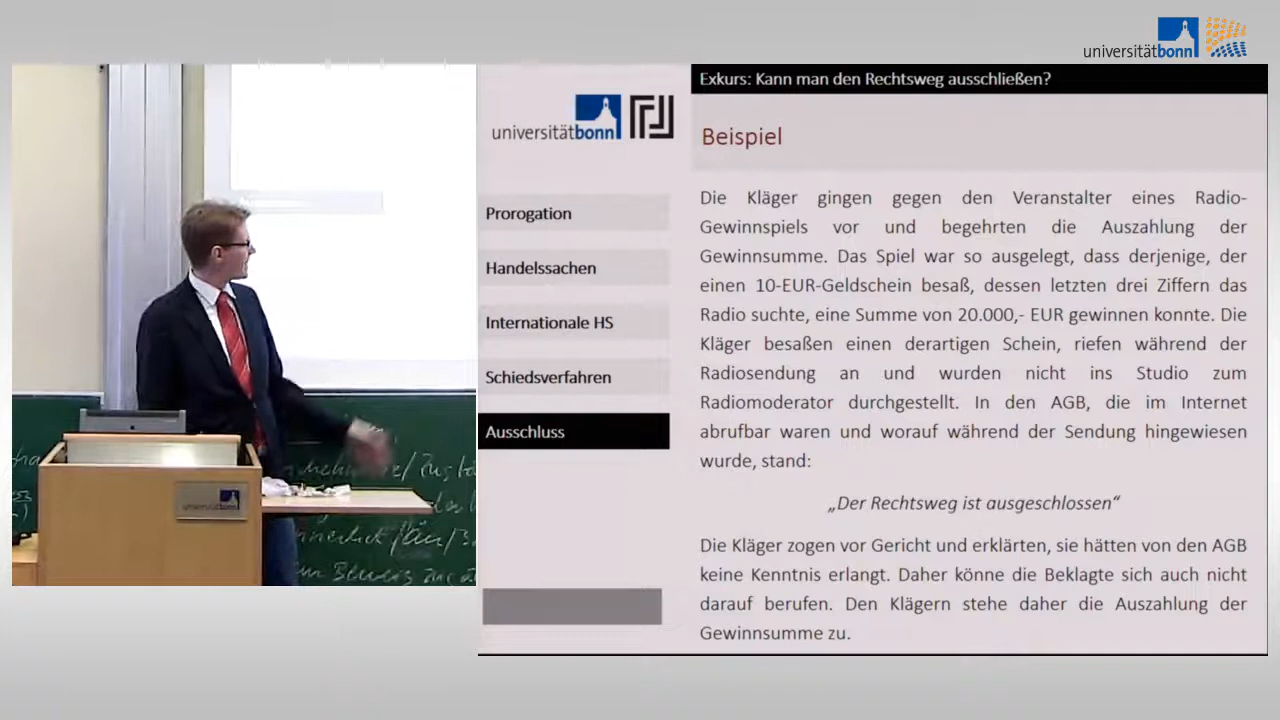 universitätbonn
Exkurs: Kann man den Rechtsweg ausschließen?
universitätbonn
Beispiel
Prorogation
Handelssachen
Internationale HS
Schiedsverfahren
Ausschluss
Die Kläger gingen gegen den Veranstalter eines Radio-
Gewinnspiels vor und begehrten die Auszahlung der
Gewinnsumme. Das Spiel war so ausgelegt, dass derjenige, der
einen 10-EUR-Geldschein besaß, dessen letzten drei Ziffern das
Radio suchte, eine Summe von 20.000,- EUR gewinnen konnte. Die
Kläger besaßen einen derartigen Schein, riefen während der
Radiosendung an und wurden nicht ins Studio zum
Radiomoderator durchgestellt. In den AGB, die im Internet
abrufbar waren und worauf während der Sendung hingewiesen
wurde, stand:
„Der Rechtsweg ist ausgeschlossen“
Die Kläger zogen vor Gericht und erklärten, sie hätten von den AGB
keine Kenntnis erlangt. Daher könne die Beklagte sich auch nicht
darauf berufen. Den Klägern stehe daher die Auszahlung der
Gewinnsumme zu.
universitätbonn